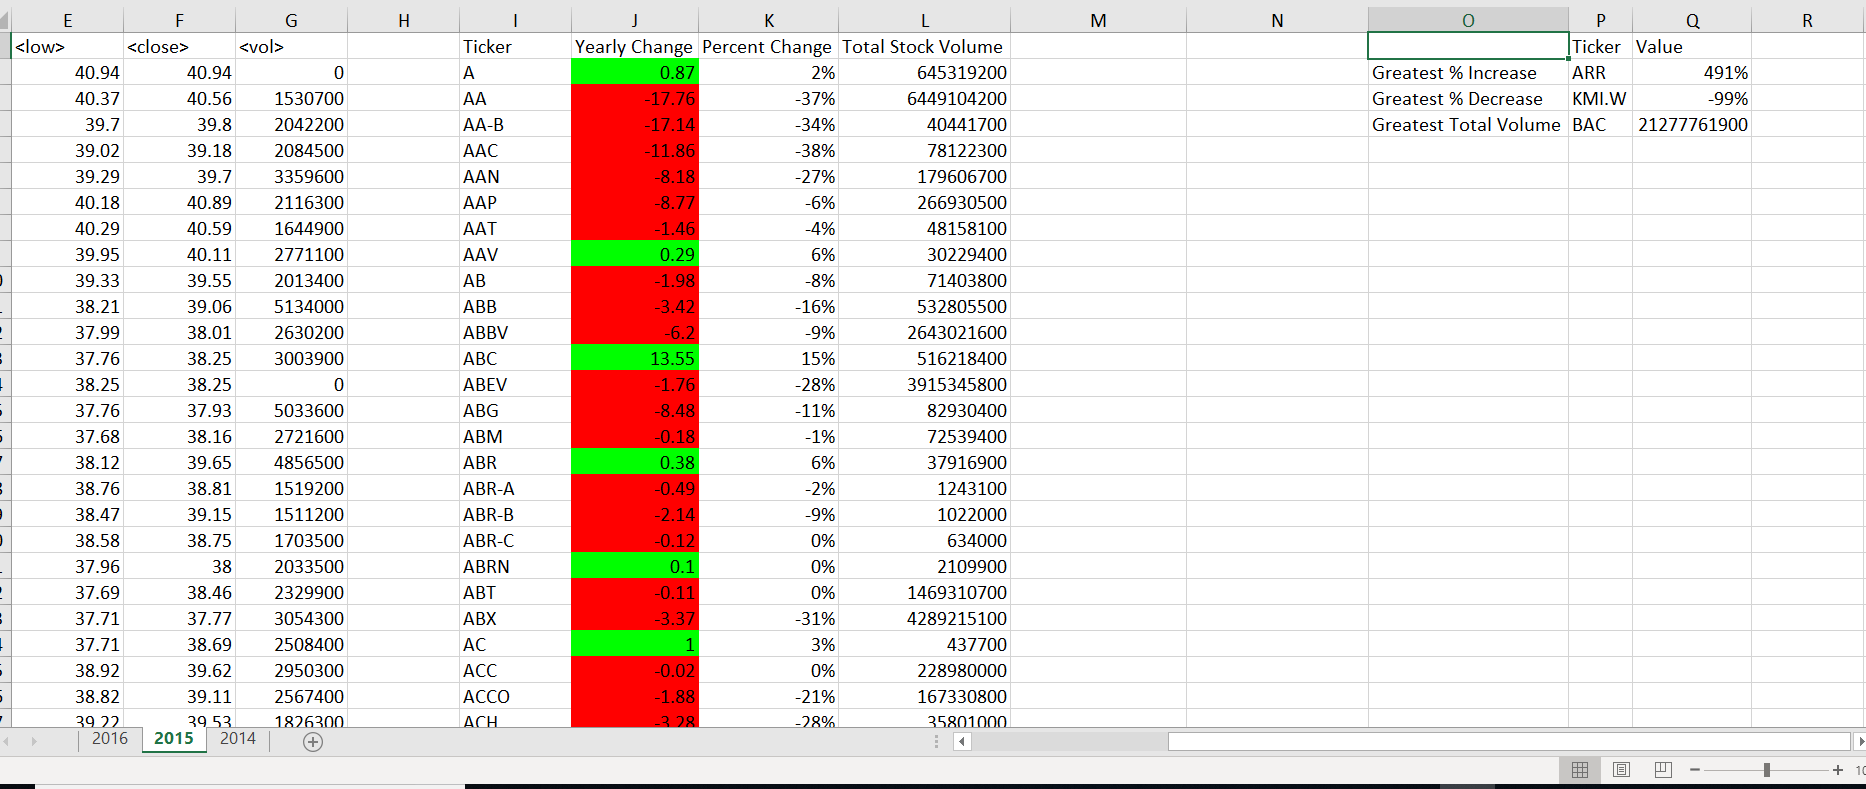 E F G H I J K L M N O P Q R
<low> <close> <vol> Ticker Yearly Change Percent Change Total Stock Volume Ticker Value
40.94 40.94 0 A 0.87 2% 645319200 Greatest % Increase ARR 491%
40.37 40.56 1530700 AA -17.76 -37% 6449104200 Greatest % Decrease KMI.W -99%
39.7 39.8 2042200 AA-B -17.14 -34% 40441700 Greatest Total Volume BAC 21277761900
39.02 39.18 2084500 AAC -11.86 -38% 78122300
39.29 39.7 3359600 AAN -8.18 -27% 179606700
40.18 40.89 2116300 AAP -8.77 -6% 266930500
40.29 40.59 1644900 AAT -1.46 -4% 48158100
39.95 40.11 2771100 AAV 0.29 6% 30229400
39.33 39.55 2013400 AB -1.98 -8% 71403800
38.21 39.06 5134000 ABB -3.42 -16% 532805500
37.99 38.01 2630200 ABBV -6.2 -9% 2643021600
37.76 38.25 3003900 ABC 13.55 15% 516218400
38.25 38.25 0 ABEV -1.76 -28% 3915345800
37.76 37.93 5033600 ABG -8.48 -11% 82930400
37.68 38.16 2721600 ABM -0.18 -1% 72539400
38.12 39.65 4856500 ABR 0.38 6% 37916900
38.76 38.81 1519200 ABR-A -0.49 -2% 1243100
38.47 39.15 1511200 ABR-B -2.14 -9% 1022000
38.58 38.75 1703500 ABR-C -0.12 0% 634000
37.96 38 2033500 ABRN 0.1 0% 2109900
37.69 38.46 2329900 ABT -0.11 0% 1469310700
37.71 37.77 3054300 ABX -3.37 -31% 4289215100
37.71 38.69 2508400 AC 1 3% 437700
38.92 39.62 2950300 ACC -0.02 0% 228980000
38.82 39.11 2567400 ACCO -1.88 -21% 167330800
39.22 39.53 1826300 ACH -3.28 -28% 35801000
2016 2015 2014